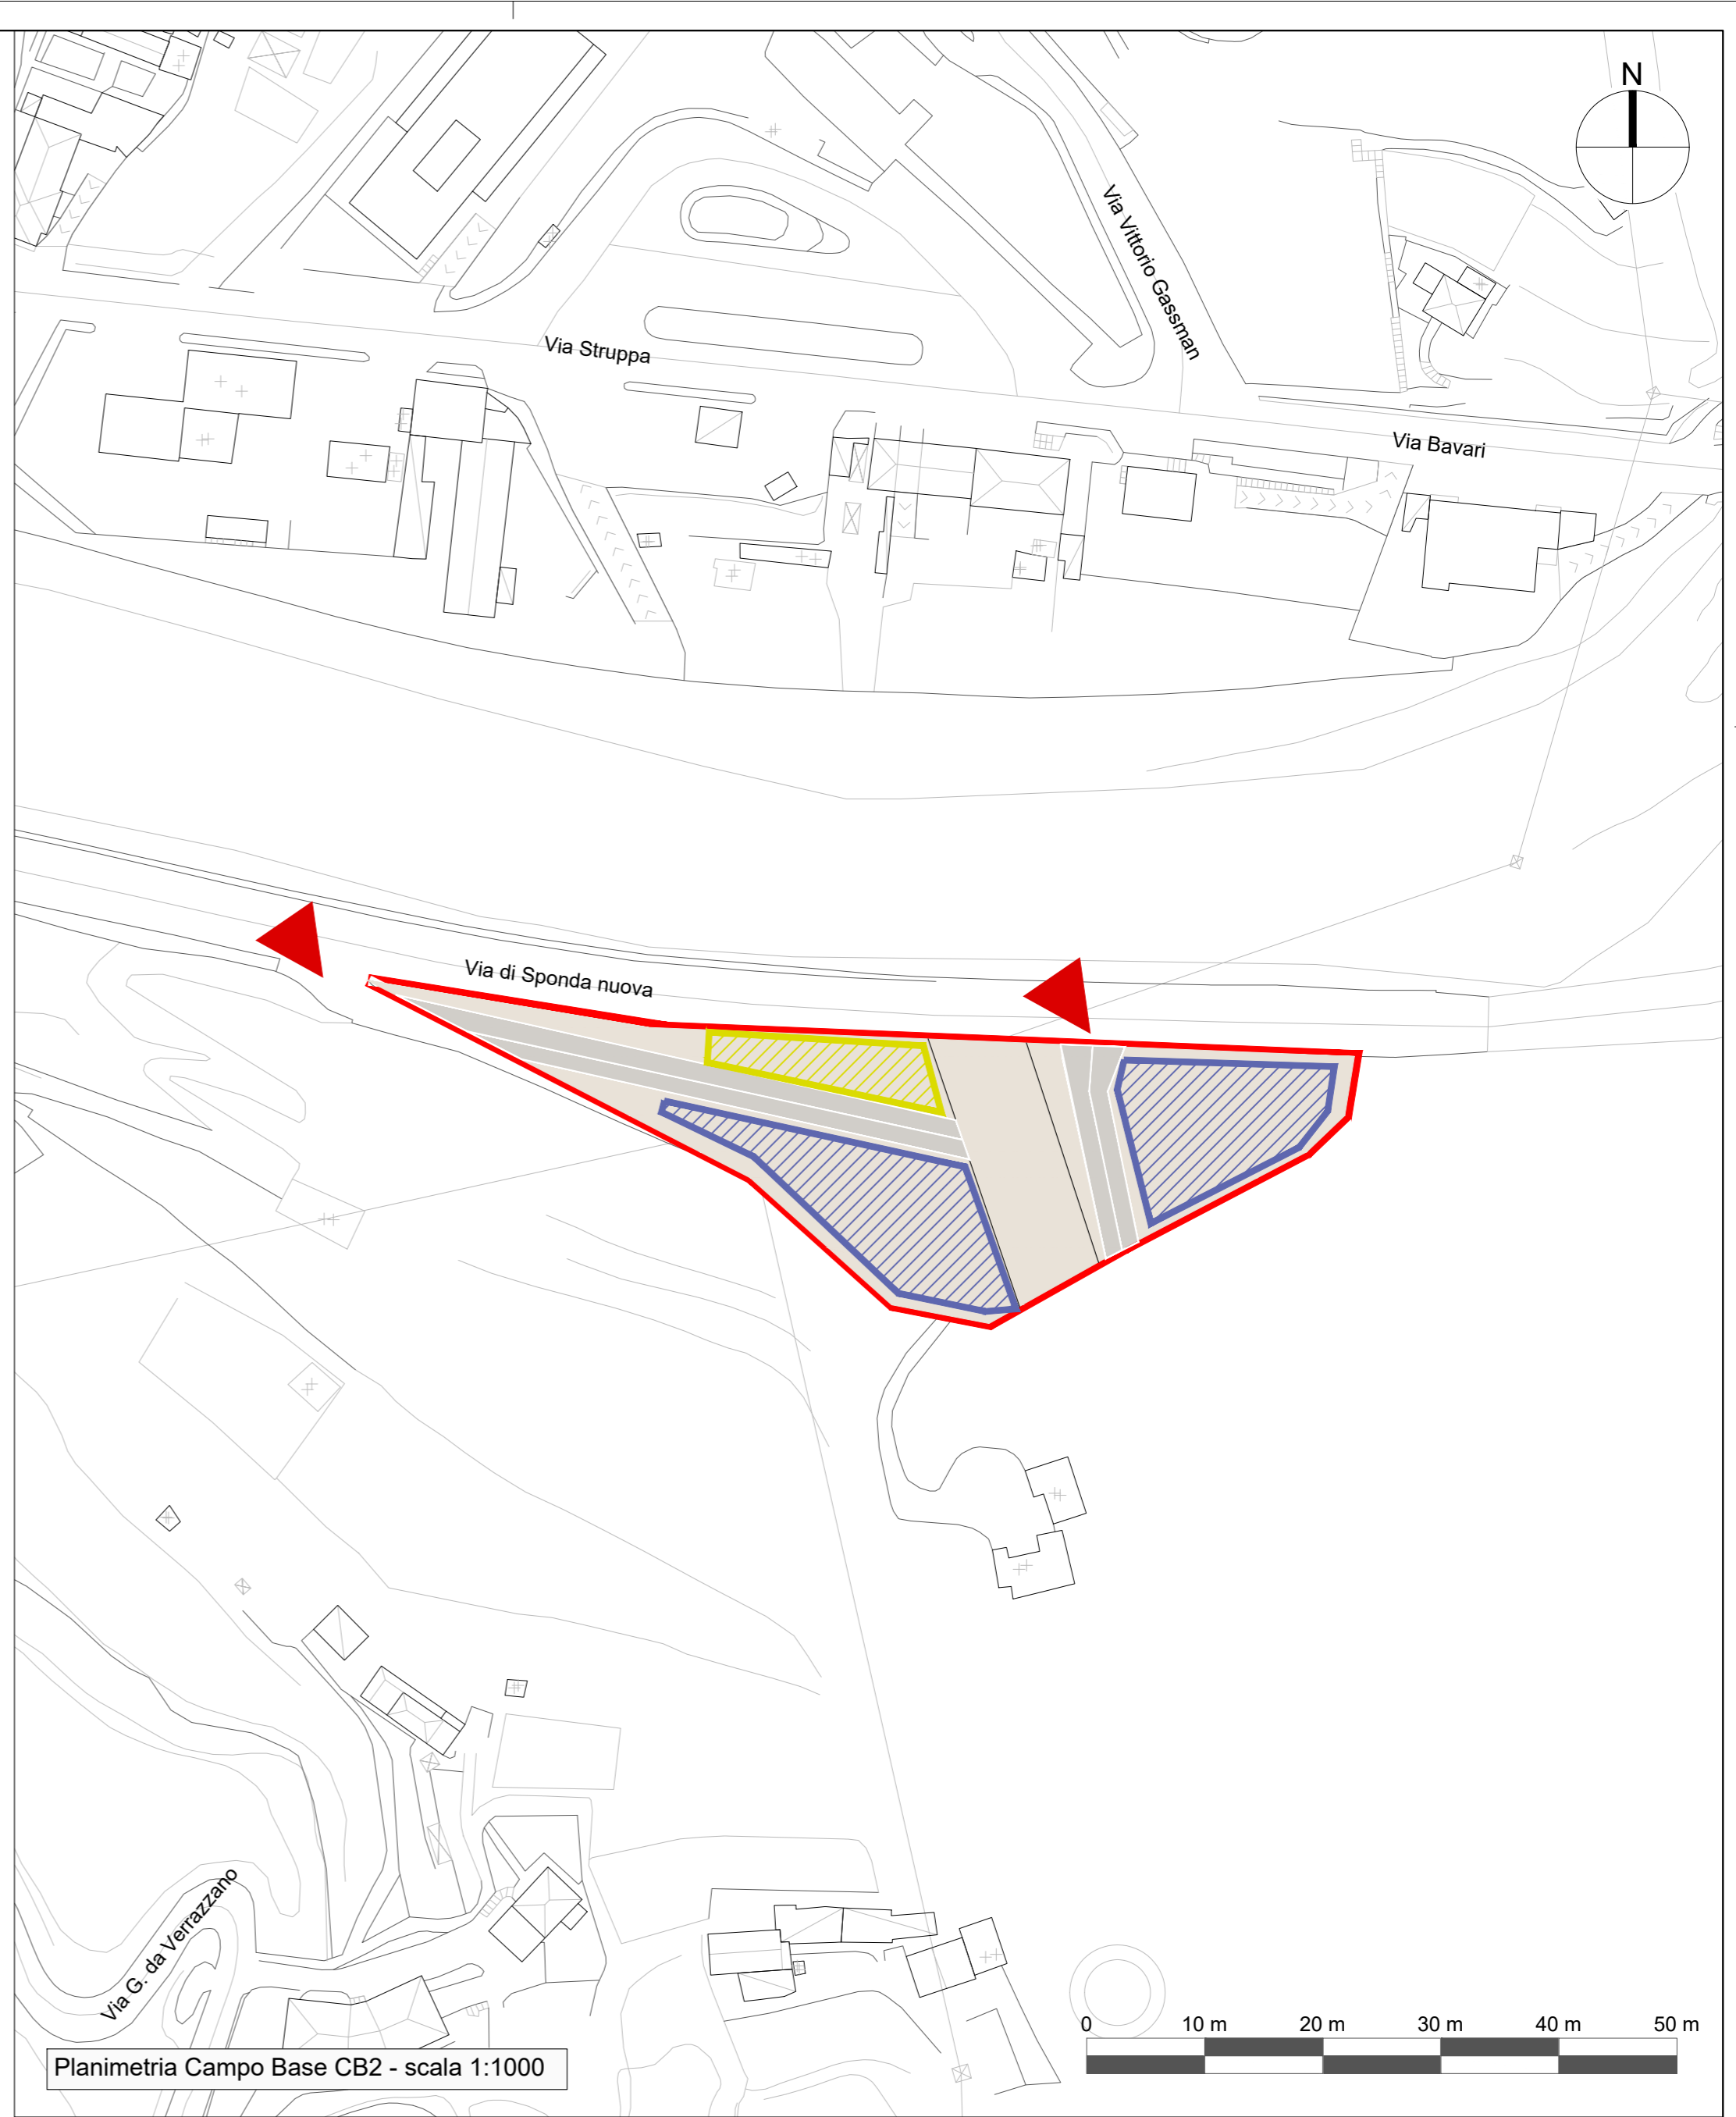 N
Via Vittorio Gassman
Via Struppa
Via Bavari
Via di Sponda nuova
Via G. da Verrazzano
0 10 m 20 m 30 m 40 m 50 m
Planimetria Campo Base CB2 - scala 1:1000